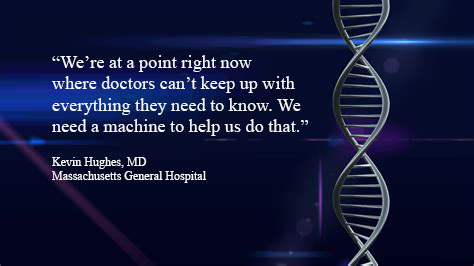 “We’re at a point right now
where doctors can’t keep up with
everything they need to know. We
need a machine to help us do that.”
Kevin Hughes, MD
Massachusetts General Hospital